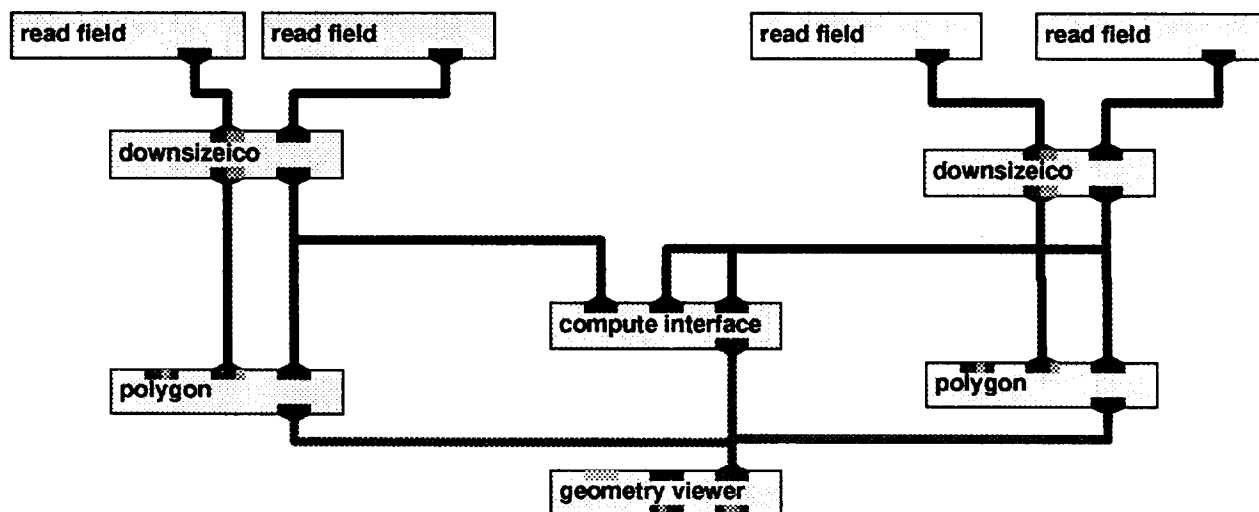 read field
read field
read field
read field
downsizeico
downsizeico
compute interface
polygon
polygon
geometry viewer